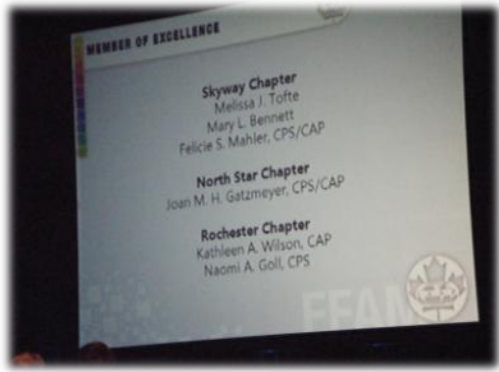 MEMBER OF EXCELLENCE
Skyway Chapter
Melissa J. Tofte
Mary L. Bennett
Felicie S. Mahler, CPS/CAP
North Star Chapter
Joan M. H. Gatzmeyer, CPS/CAP
Rochester Chapter
Kathleen A. Wilson, CAP
Naomi A. Goll, CPS